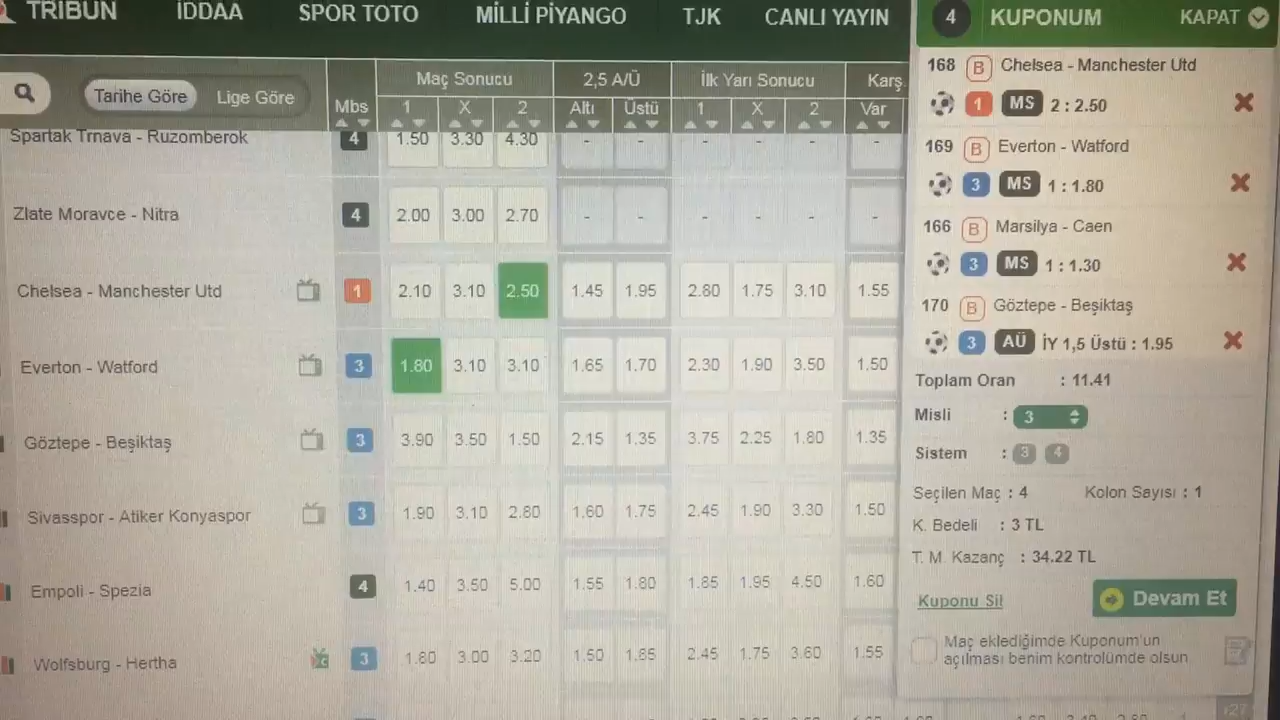 TRIBUN İDDAA SPOR TOTO MİLLİ PİYANGO TJK CANLI YAYIN
Tarihe Göre Lige Göre
Mbs
Maç Sonucu 2,5 A/Ü İlk Yarı Sonucu Karş.
1 X 2 Altı Üstü 1 X 2 Var
Spartak Trnava - Ruzomberok 4 1.50 3.30 4.30 - - - - - -
Zlate Moravce - Nitra 4 2.00 3.00 2.70 - - - - - -
Chelsea - Manchester Utd 1 2.10 3.10 2.50 1.45 1.95 2.80 1.75 3.10 1.55
Everton - Watford 3 1.80 3.10 3.10 1.65 1.70 2.30 1.90 3.50 1.50
Göztepe - Beşiktaş 3 3.90 3.50 1.50 2.15 1.35 3.75 2.25 1.80 1.35
Sivasspor - Atiker Konyaspor 3 1.90 3.10 2.80 1.60 1.75 2.45 1.90 3.30 1.50
Empoli - Spezia 4 1.40 3.50 5.00 1.55 1.80 1.85 1.95 4.50 1.60
Wolfsburg - Hertha 3 1.80 3.00 3.20 1.50 1.85 2.45 1.75 3.60 1.55
4 KUPONUM KAPAT
168 B Chelsea - Manchester Utd
1 MS 2 : 2.50
169 B Everton - Watford
3 MS 1 : 1.80
166 B Marsilya - Caen
3 MS 1 : 1.30
170 B Göztepe - Beşiktaş
3 AÜ İY 1,5 Üstü : 1.95
Toplam Oran : 11.41
Misli : 3
Sistem : 3 4
Seçilen Maç : 4 Kolon Sayısı : 1
K. Bedeli : 3 TL
T. M. Kazanç : 34.22 TL
Kuponu Sil Devam Et
Maç eklediğimde Kuponum'un
açılması benim kontrolümde olsun